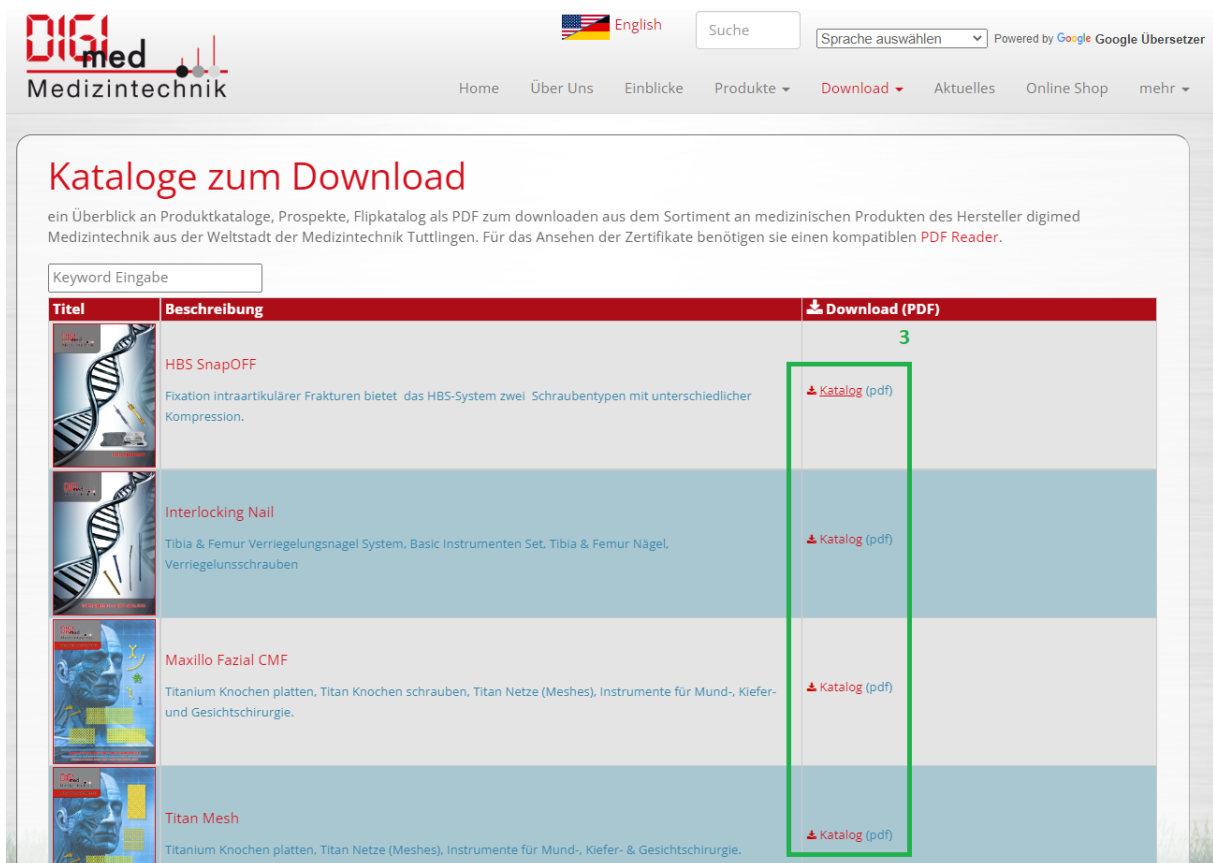 DIGImed
Medizintechnik
English
Suche
Sprache auswählen
Powered by Google Google Übersetzer
Home Über Uns Einblicke Produkte Download Aktuelles Online Shop mehr
Kataloge zum Download
ein Überblick an Produktkataloge, Prospekte, Flipkatalog als PDF zum downloaden aus dem Sortiment an medizinischen Produkten des Hersteller digimed
Medizintechnik aus der Weltstadt der Medizintechnik Tuttlingen. Für das Ansehen der Zertifikate benötigen sie einen kompatiblen PDF Reader.
Keyword Eingabe
Titel Beschreibung Download (PDF)
3
HBS SnapOFF
Fixation intraartikulärer Frakturen bietet das HBS-System zwei Schraubentypen mit unterschiedlicher
Kompression.
Katalog (pdf)
Interlocking Nail
Tibia & Femur Verriegelungsnagel System, Basic Instrumenten Set, Tibia & Femur Nägel,
Verriegelunsschrauben
Katalog (pdf)
Maxillo Fazial CMF
Titanium Knochen platten, Titan Knochen schrauben, Titan Netze (Meshes), Instrumente für Mund-, Kiefer-
und Gesichtschirurgie.
Katalog (pdf)
Titan Mesh
Titanium Knochen platten, Titan Netze (Meshes), Instrumente für Mund-, Kiefer- & Gesichtschirurgie.
Katalog (pdf)